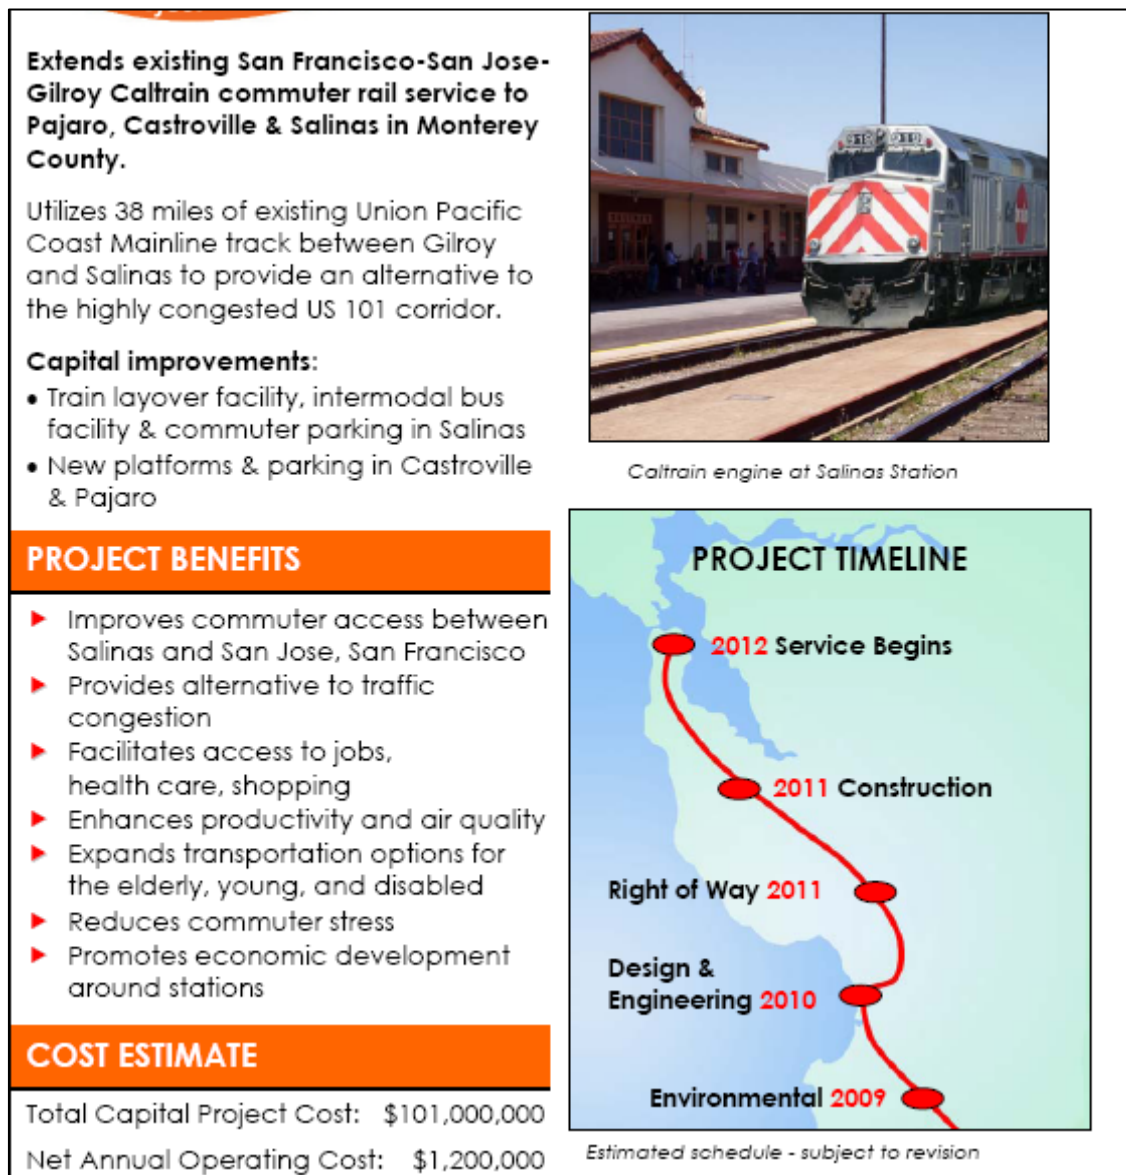 Extends existing San Francisco-San Jose-
Gilroy Caltrain commuter rail service to
Pajaro, Castroville & Salinas in Monterey
County.
Utilizes 38 miles of existing Union Pacific
Coast Mainline track between Gilroy
and Salinas to provide an alternative to
the highly congested US 101 corridor.
Capital improvements:
• Train layover facility, intermodal bus
facility & commuter parking in Salinas
• New platforms & parking in Castroville
& Pajaro
PROJECT BENEFITS
Improves commuter access between
Salinas and San Jose, San Francisco
Provides alternative to traffic
congestion
Facilitates access to jobs,
health care, shopping
Enhances productivity and air quality
Expands transportation options for
the elderly, young, and disabled
Reduces commuter stress
Promotes economic development
around stations
COST ESTIMATE
Total Capital Project Cost: $101,000,000
Net Annual Operating Cost: $1,200,000
Caltrain engine at Salinas Station
PROJECT TIMELINE
2012 Service Begins
2011 Construction
Right of Way 2011
Design &
Engineering 2010
Environmental 2009
Estimated schedule - subject to revision